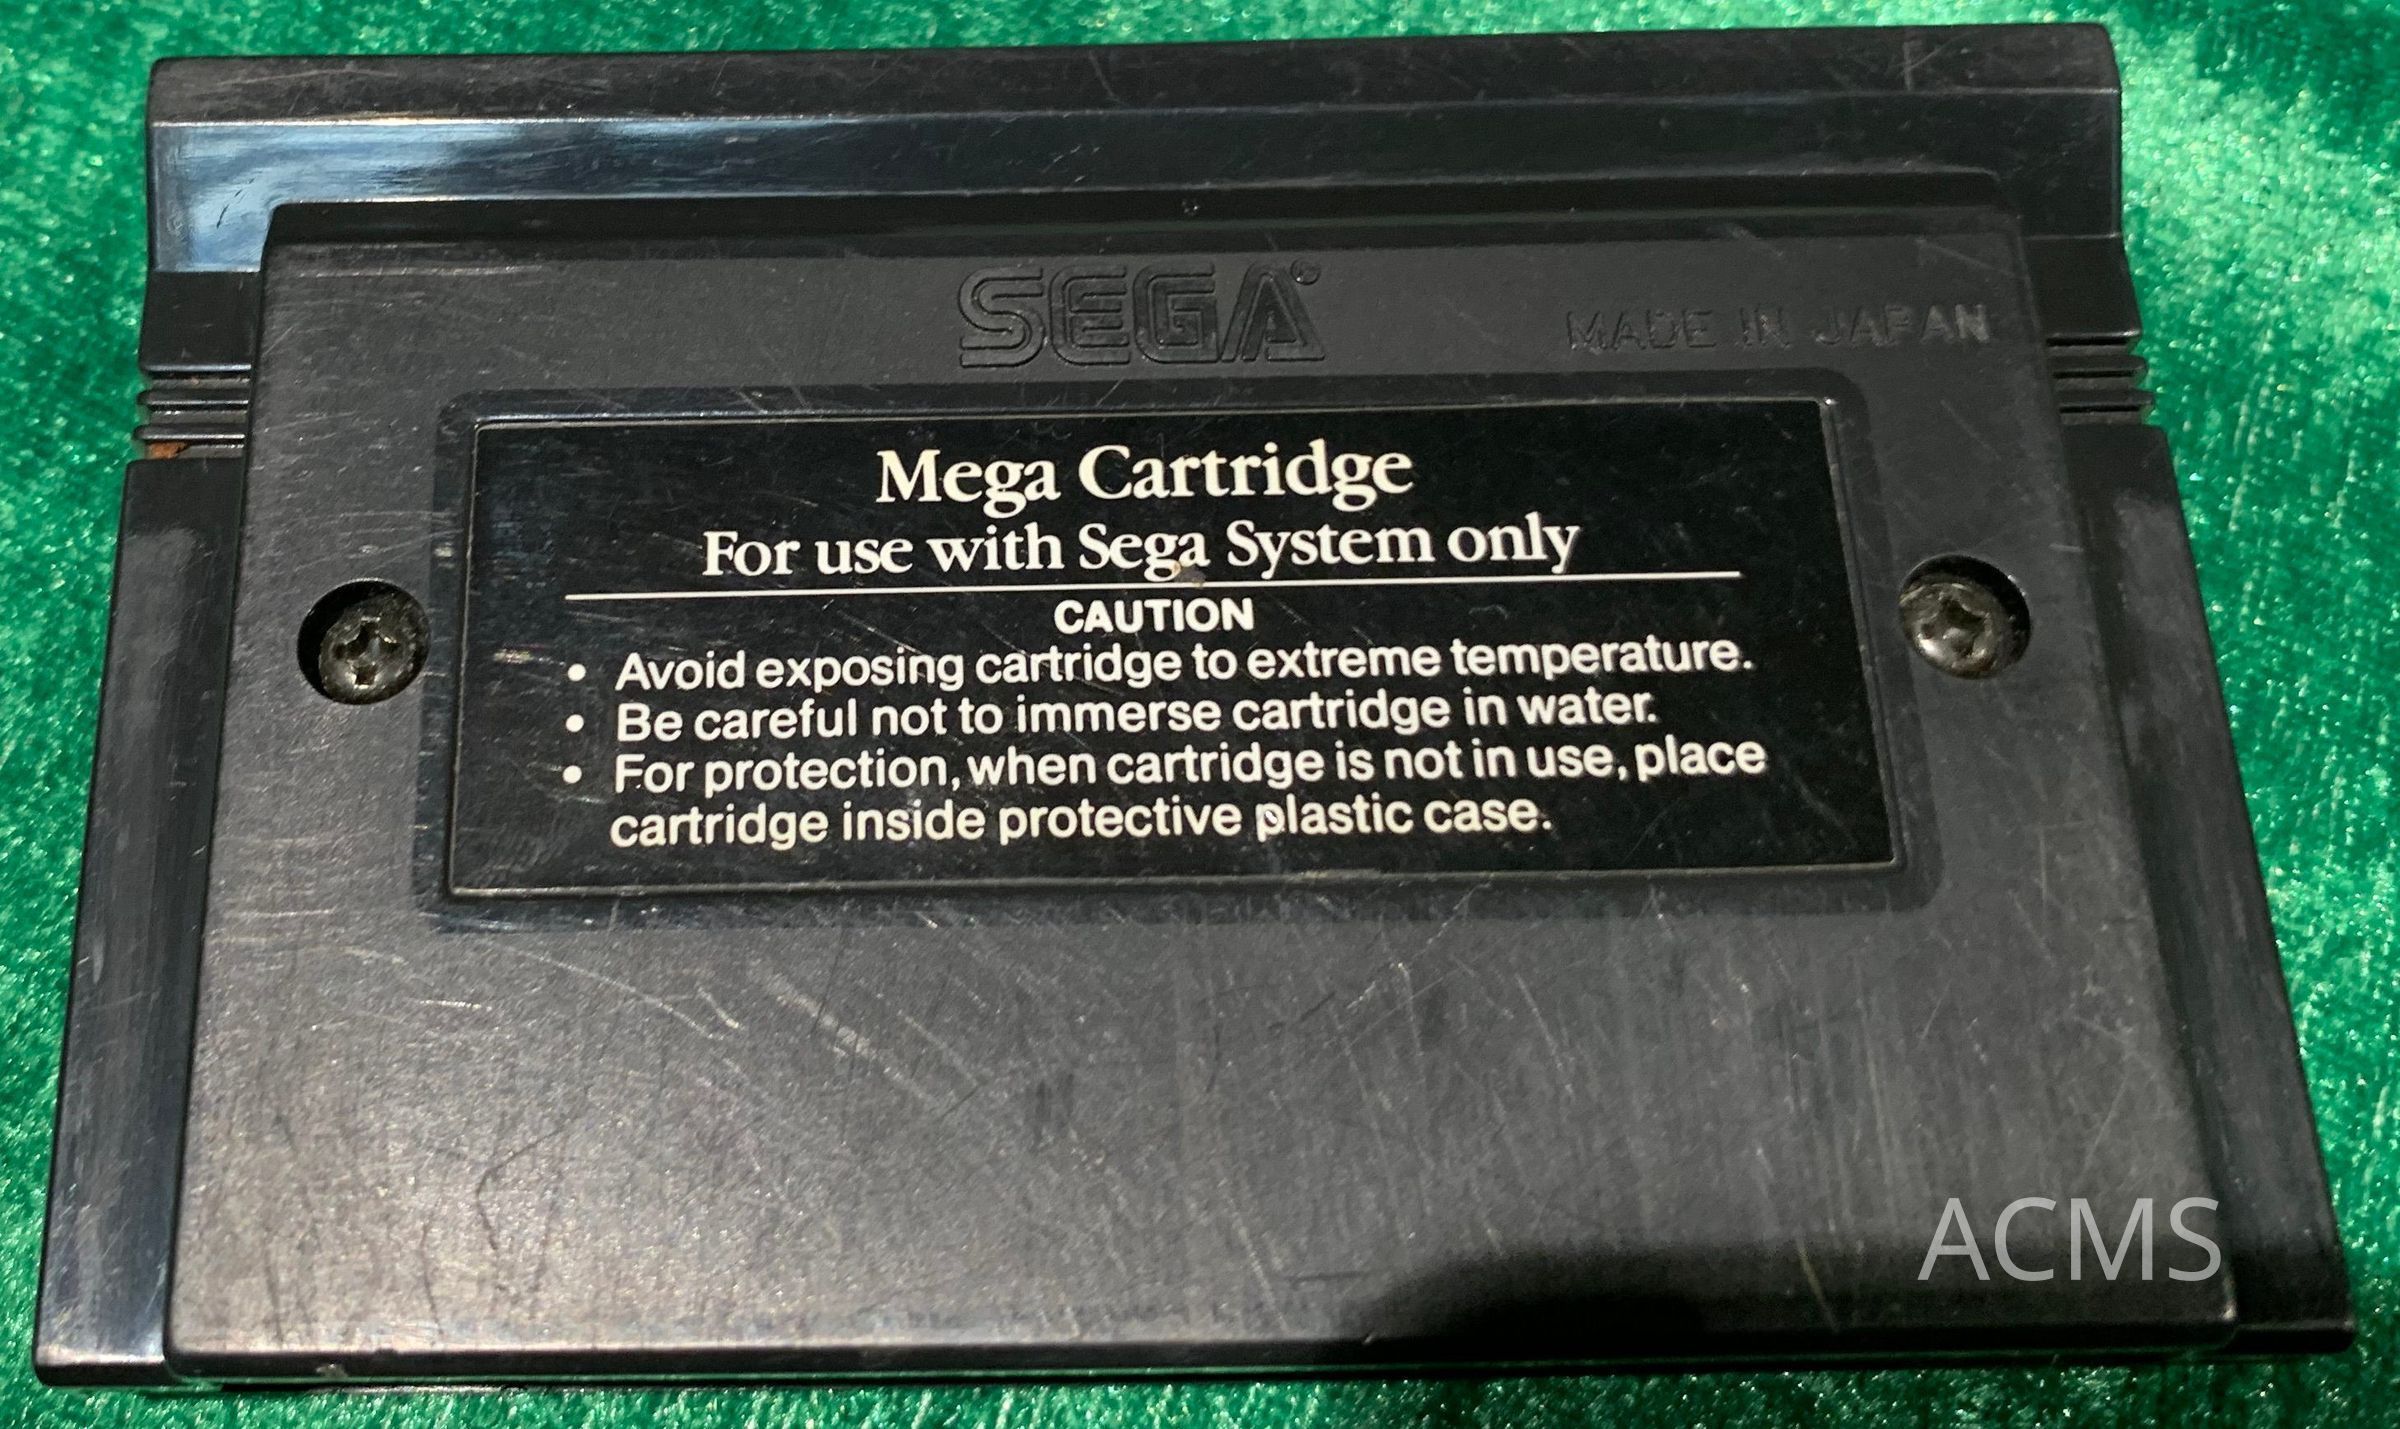 SEGA®
MADE IN JAPAN
Mega Cartridge
For use with Sega System only
CAUTION
• Avoid exposing cartridge to extreme temperature.
• Be careful not to immerse cartridge in water.
• For protection, when cartridge is not in use, place
cartridge inside protective plastic case.
ACMS